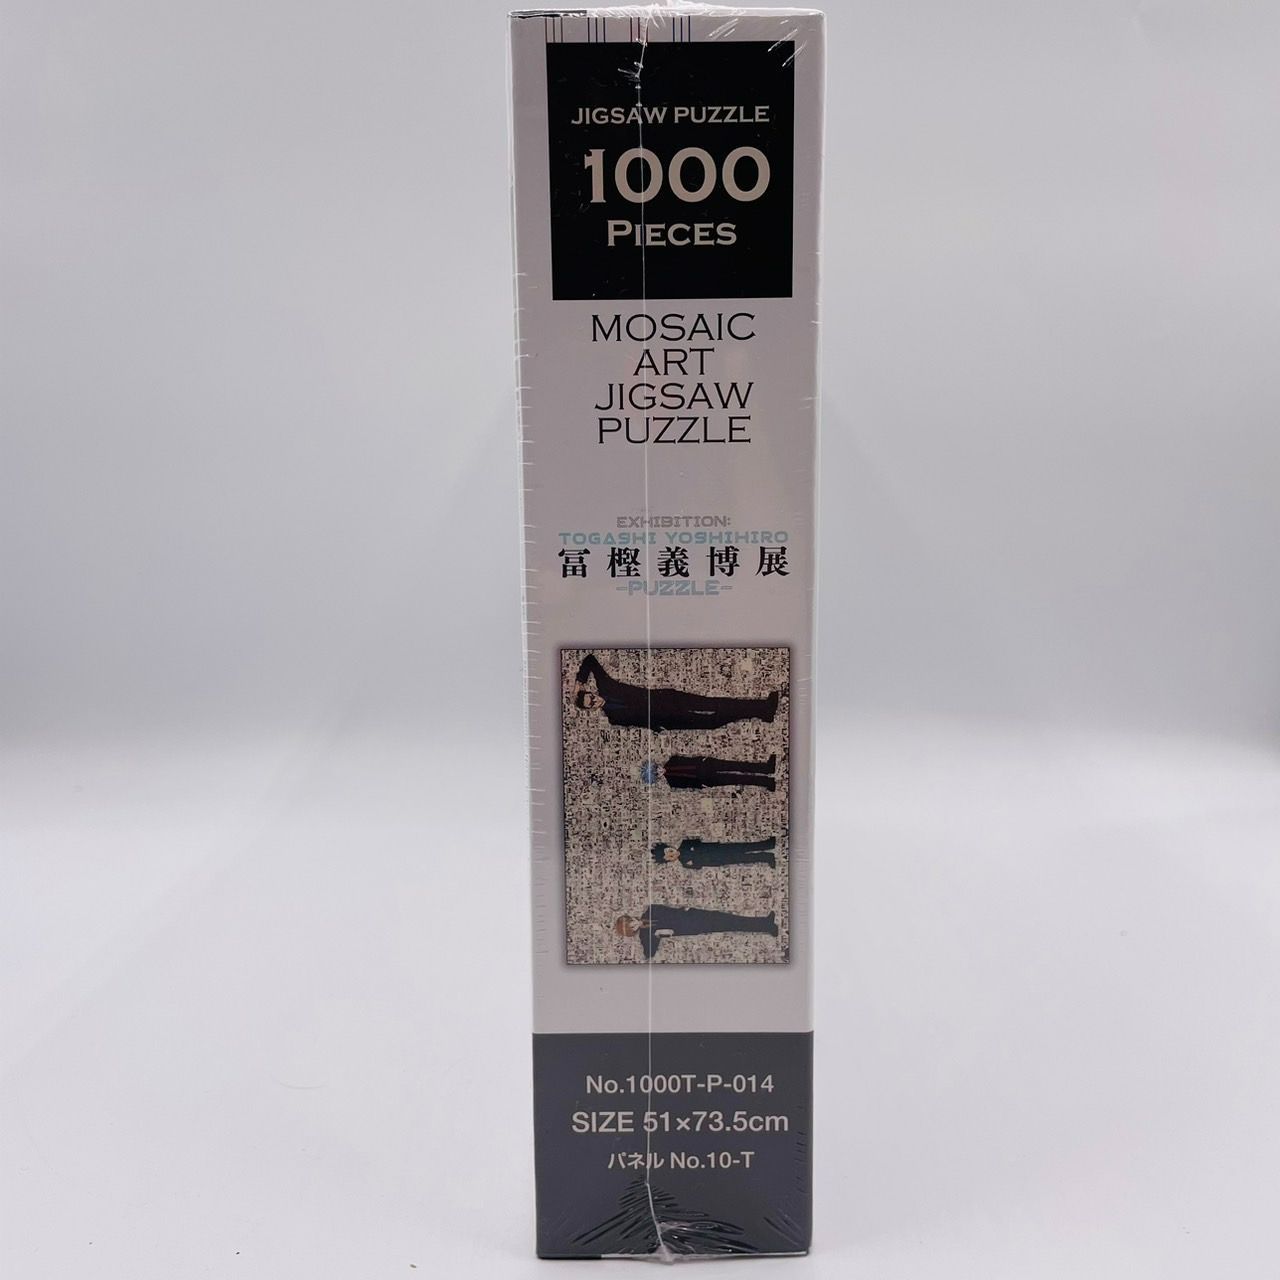 JIGSAW PUZZLE
1000
PIECES
MOSAIC
ART
JIGSAW
PUZZLE
EXHIBITION:
TOGASHI YOSHIHIRO
冨樫義博展
-PUZZLE-
No.1000T-P-014
SIZE 51×73.5cm
パネル No.10-T